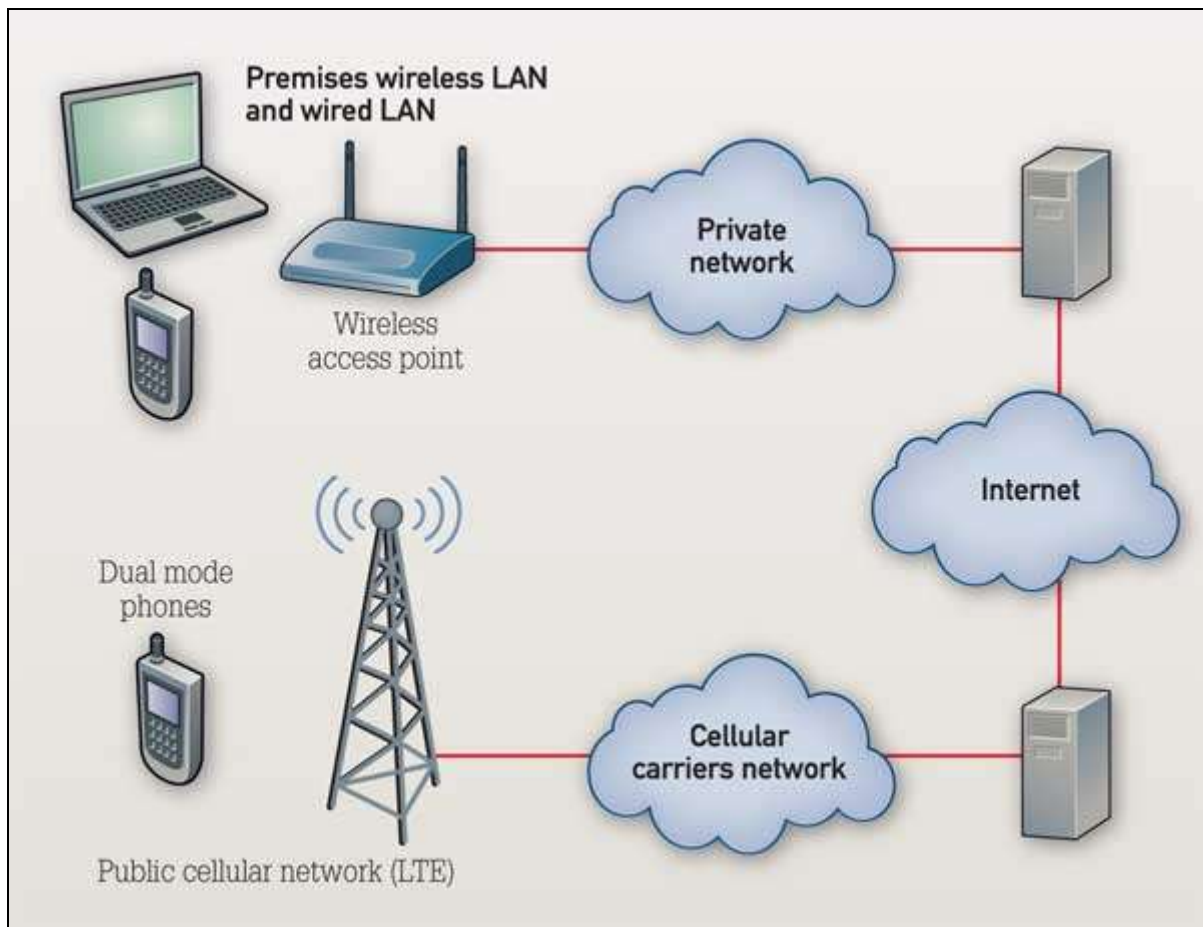 Premises wireless LAN
and wired LAN
Wireless
access point
Private
network
Internet
Dual mode
phones
Cellular
carriers network
Public cellular network (LTE)